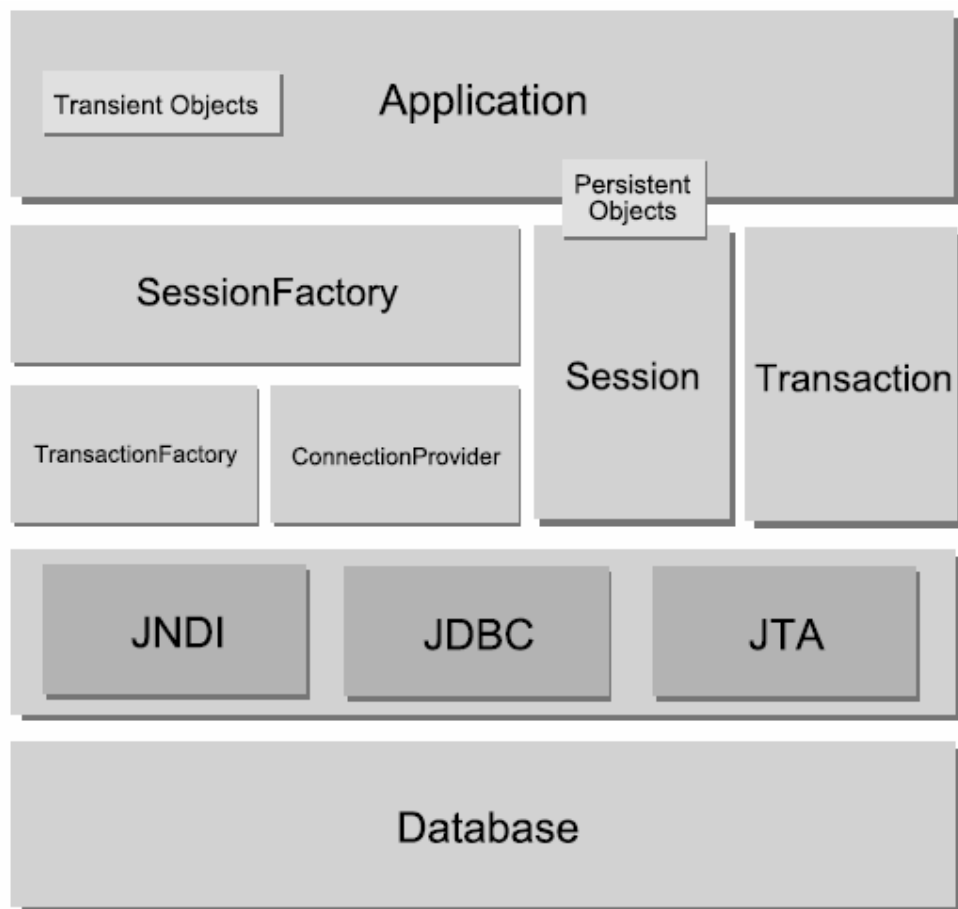 Transient Objects
Application
Persistent
Objects
SessionFactory
Session
Transaction
TransactionFactory
ConnectionProvider
JNDI
JDBC
JTA
Database